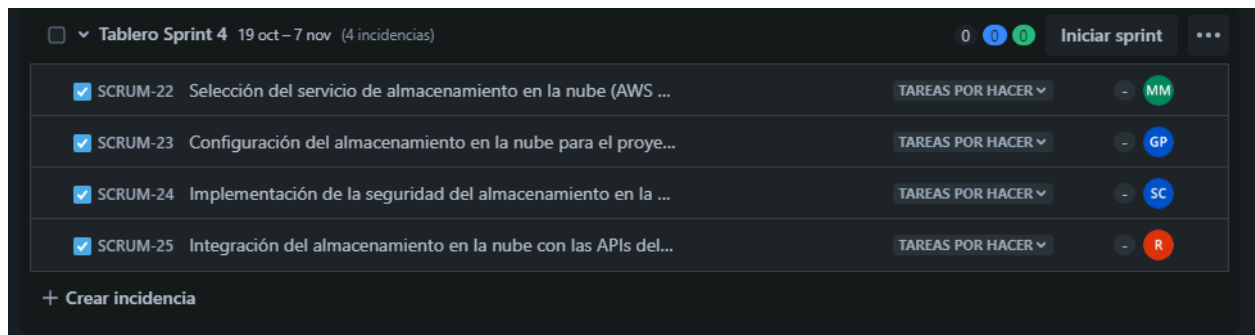 Tablero Sprint 4 19 oct – 7 nov (4 incidencias) 0 0 0 Iniciar sprint •••
SCRUM-22 Selección del servicio de almacenamiento en la nube (AWS ... TAREAS POR HACER - MM
SCRUM-23 Configuración del almacenamiento en la nube para el proye... TAREAS POR HACER - GP
SCRUM-24 Implementación de la seguridad del almacenamiento en la ... TAREAS POR HACER - SC
SCRUM-25 Integración del almacenamiento en la nube con las APIs del... TAREAS POR HACER - R
+ Crear incidencia